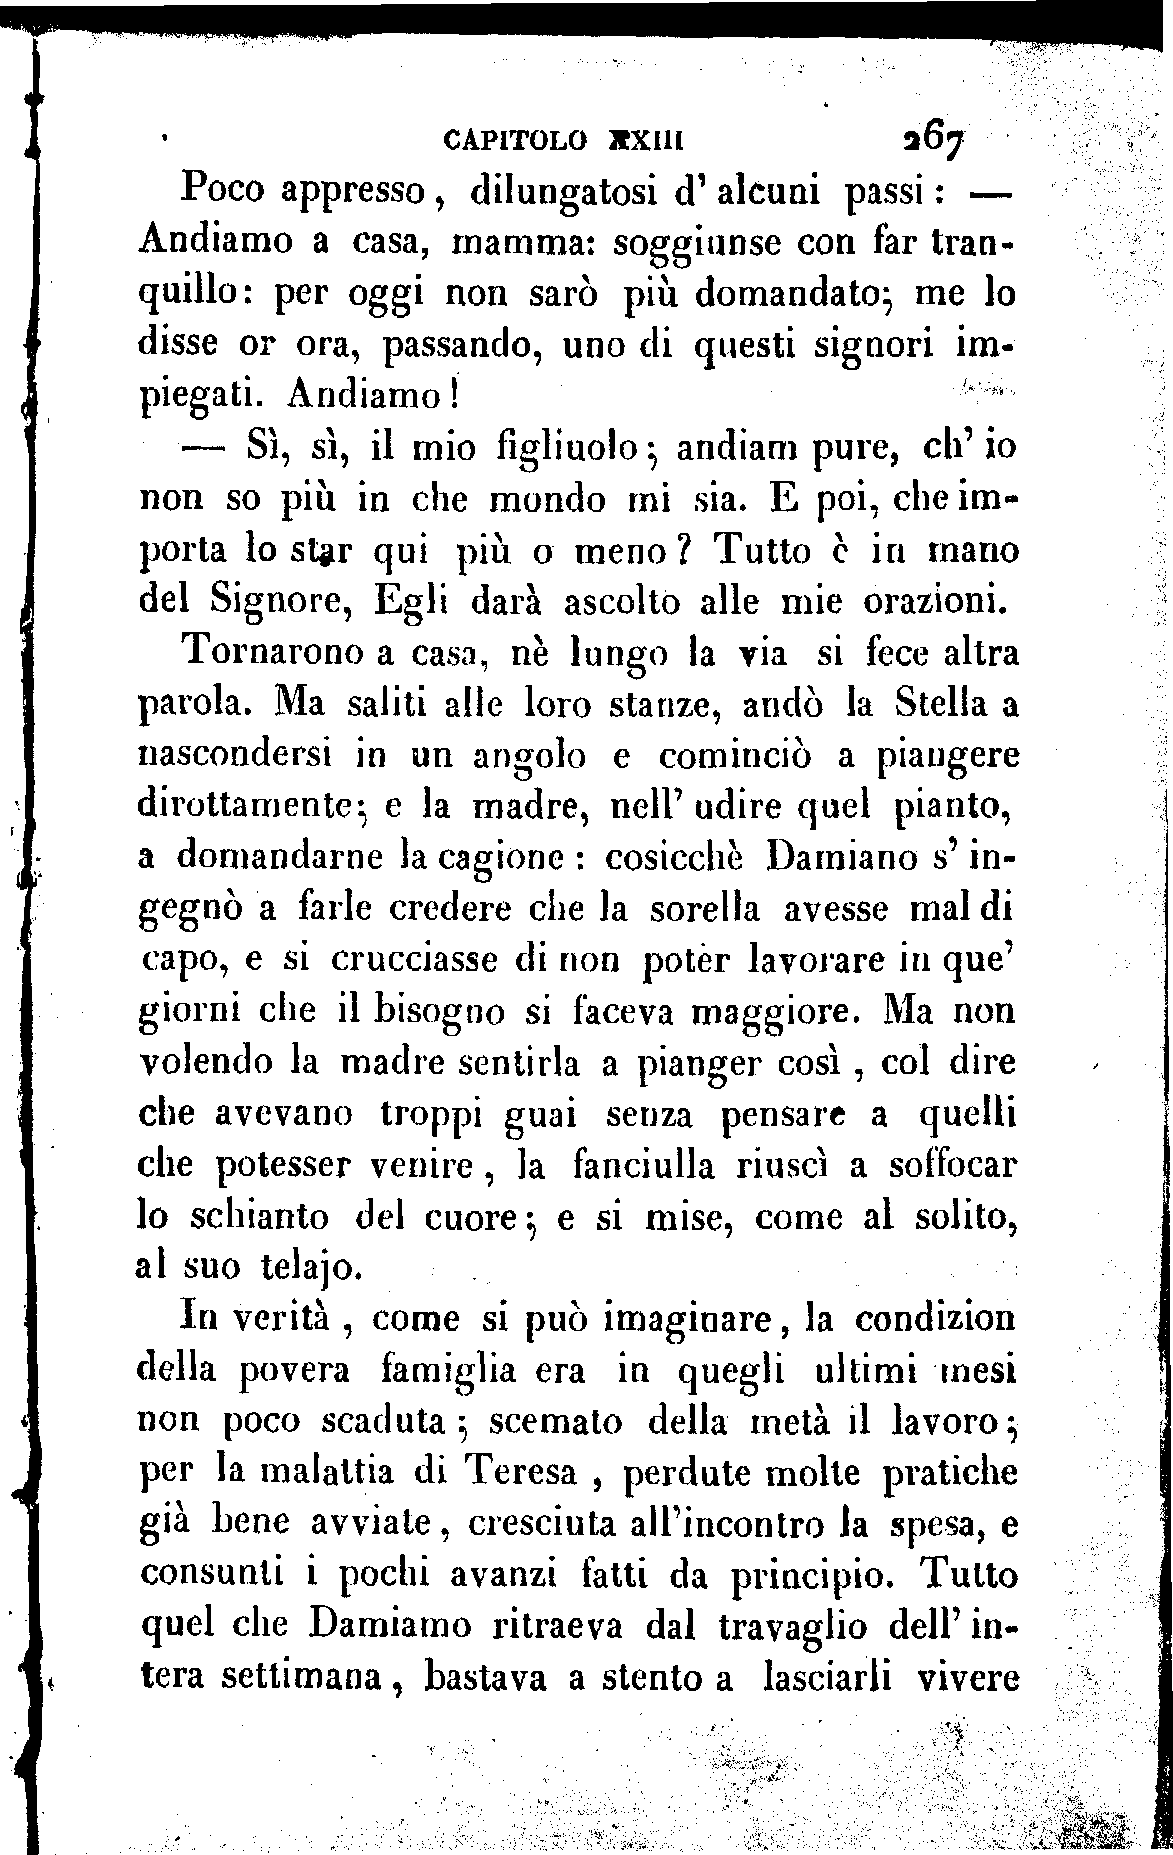 CAPITOLO XXIII 267
Poco appresso, dilungatosi d' alcuni passi: —
Andiamo a casa, mamma: soggiunse con far tran-
quillo: per oggi non sarò più domandato; me lo
disse or ora, passando, uno di questi signori im-
piegati. Andiamo!
— Sì, sì, il mio figliuolo; andiam pure, ch' io
non so più in che mondo mi sia. E poi, che im-
porta lo star qui più o meno? Tutto è in mano
del Signore, Egli darà ascolto alle mie orazioni.
Tornarono a casa, nè lungo la via si fece altra
parola. Ma saliti alle loro stanze, andò la Stella a
nascondersi in un angolo e cominciò a piangere
dirottamente; e la madre, nell' udire quel pianto,
a domandarne la cagione: cosicchè Damiano s' in-
gegnò a farle credere che la sorella avesse mal di
capo, e si crucciasse di non poter lavorare in que'
giorni che il bisogno si faceva maggiore. Ma non
volendo la madre sentirla a pianger così, col dire
che avevano troppi guai senza pensare a quelli
che potesser venire, la fanciulla riuscì a soffocar
lo schianto del cuore; e si mise, come al solito,
al suo telajo.
In verità, come si può imaginare, la condizion
della povera famiglia era in quegli ultimi mesi
non poco scaduta; scemato della metà il lavoro;
per la malattia di Teresa, perdute molte pratiche
già bene avviate, cresciuta all'incontro la spesa, e
consunti i pochi avanzi fatti da principio. Tutto
quel che Damiamo ritraeva dal travaglio dell' in-
tera settimana, bastava a stento a lasciarli vivere